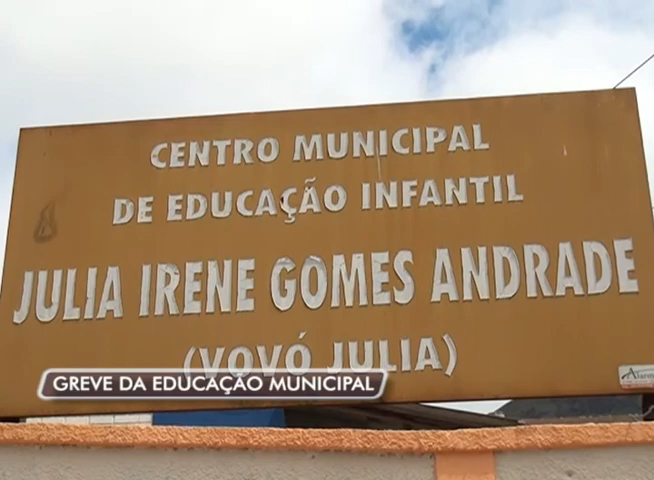 CENTRO MUNICIPAL
DE EDUCAÇÃO INFANTIL
JULIA IRENE GOMES ANDRADE
(VOVÓ JULIA)
GREVE DA EDUCAÇÃO MUNICIPAL